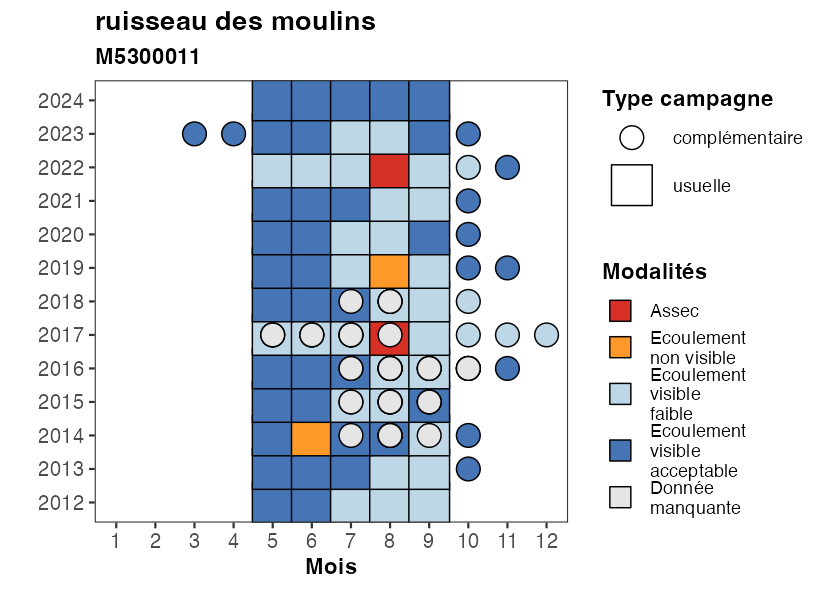 ruisseau des moulins
M5300011
2024
2023
2022
2021
2020
2019
2018
2017
2016
2015
2014
2013
2012
1 2 3 4 5 6 7 8 9 10 11 12
Mois
Type campagne
complémentaire
usuelle
Modalités
Assec
Ecoulement
non visible
Ecoulement
visible
faible
Ecoulement
visible
acceptable
Donnée
manquante